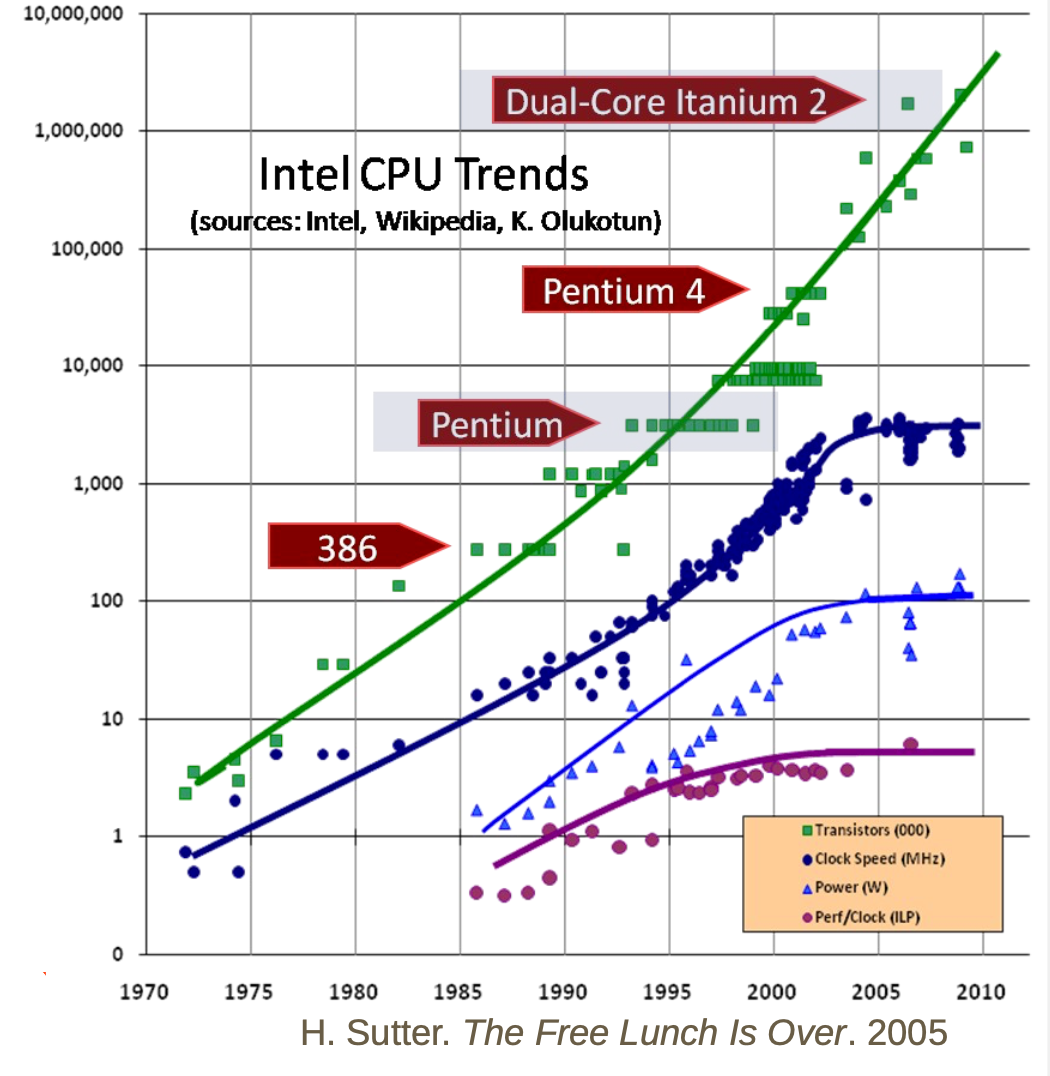 10,000,000
1,000,000
100,000
10,000
1,000
100
10
1
0
Dual-Core Itanium 2
Intel CPU Trends
(sources: Intel, Wikipedia, K. Olukotun)
Pentium 4
Pentium
386
Transistors (000)
Clock Speed (MHz)
Power (W)
Perf/Clock (ILP)
1970 1975 1980 1985 1990 1995 2000 2005 2010
H. Sutter. The Free Lunch Is Over. 2005